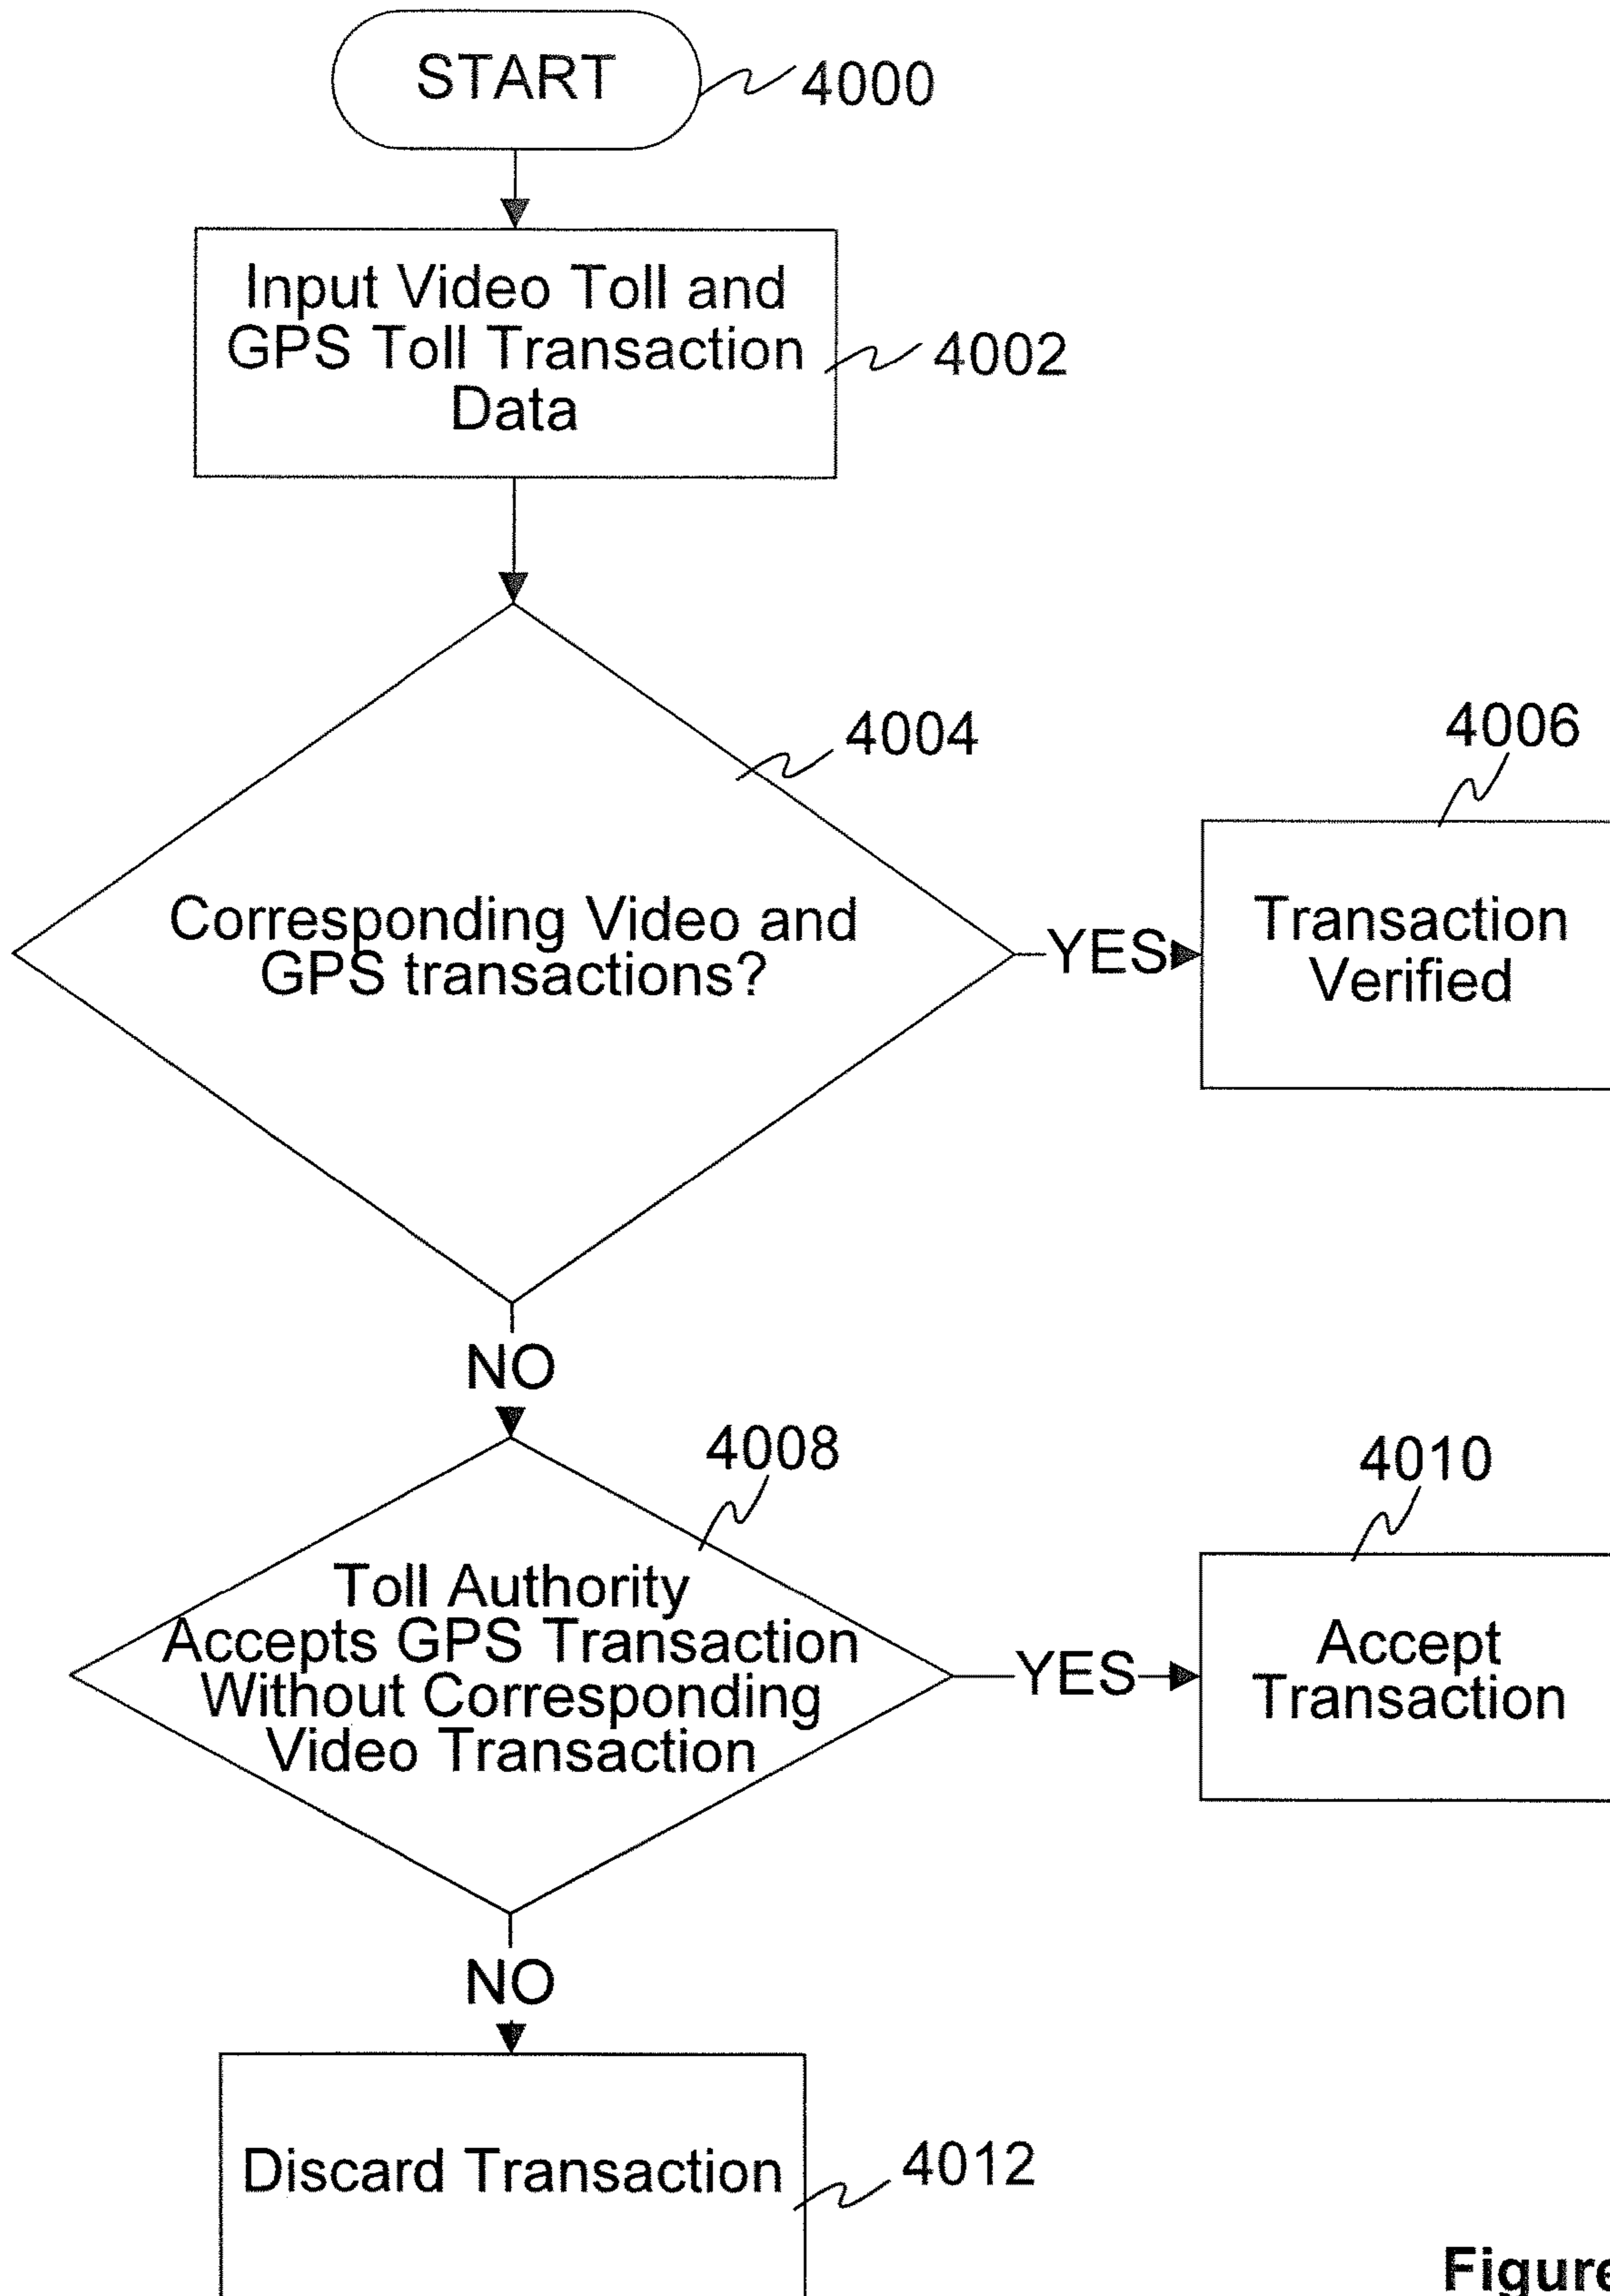 START
4000
Input Video Toll and
GPS Toll Transaction
Data
4002
4004
Corresponding Video and
GPS transactions?
YES
4006
Transaction
Verified
NO
4008
Toll Authority
Accepts GPS Transaction
Without Corresponding
Video Transaction
YES
4010
Accept
Transaction
NO
Discard Transaction
4012
Figure